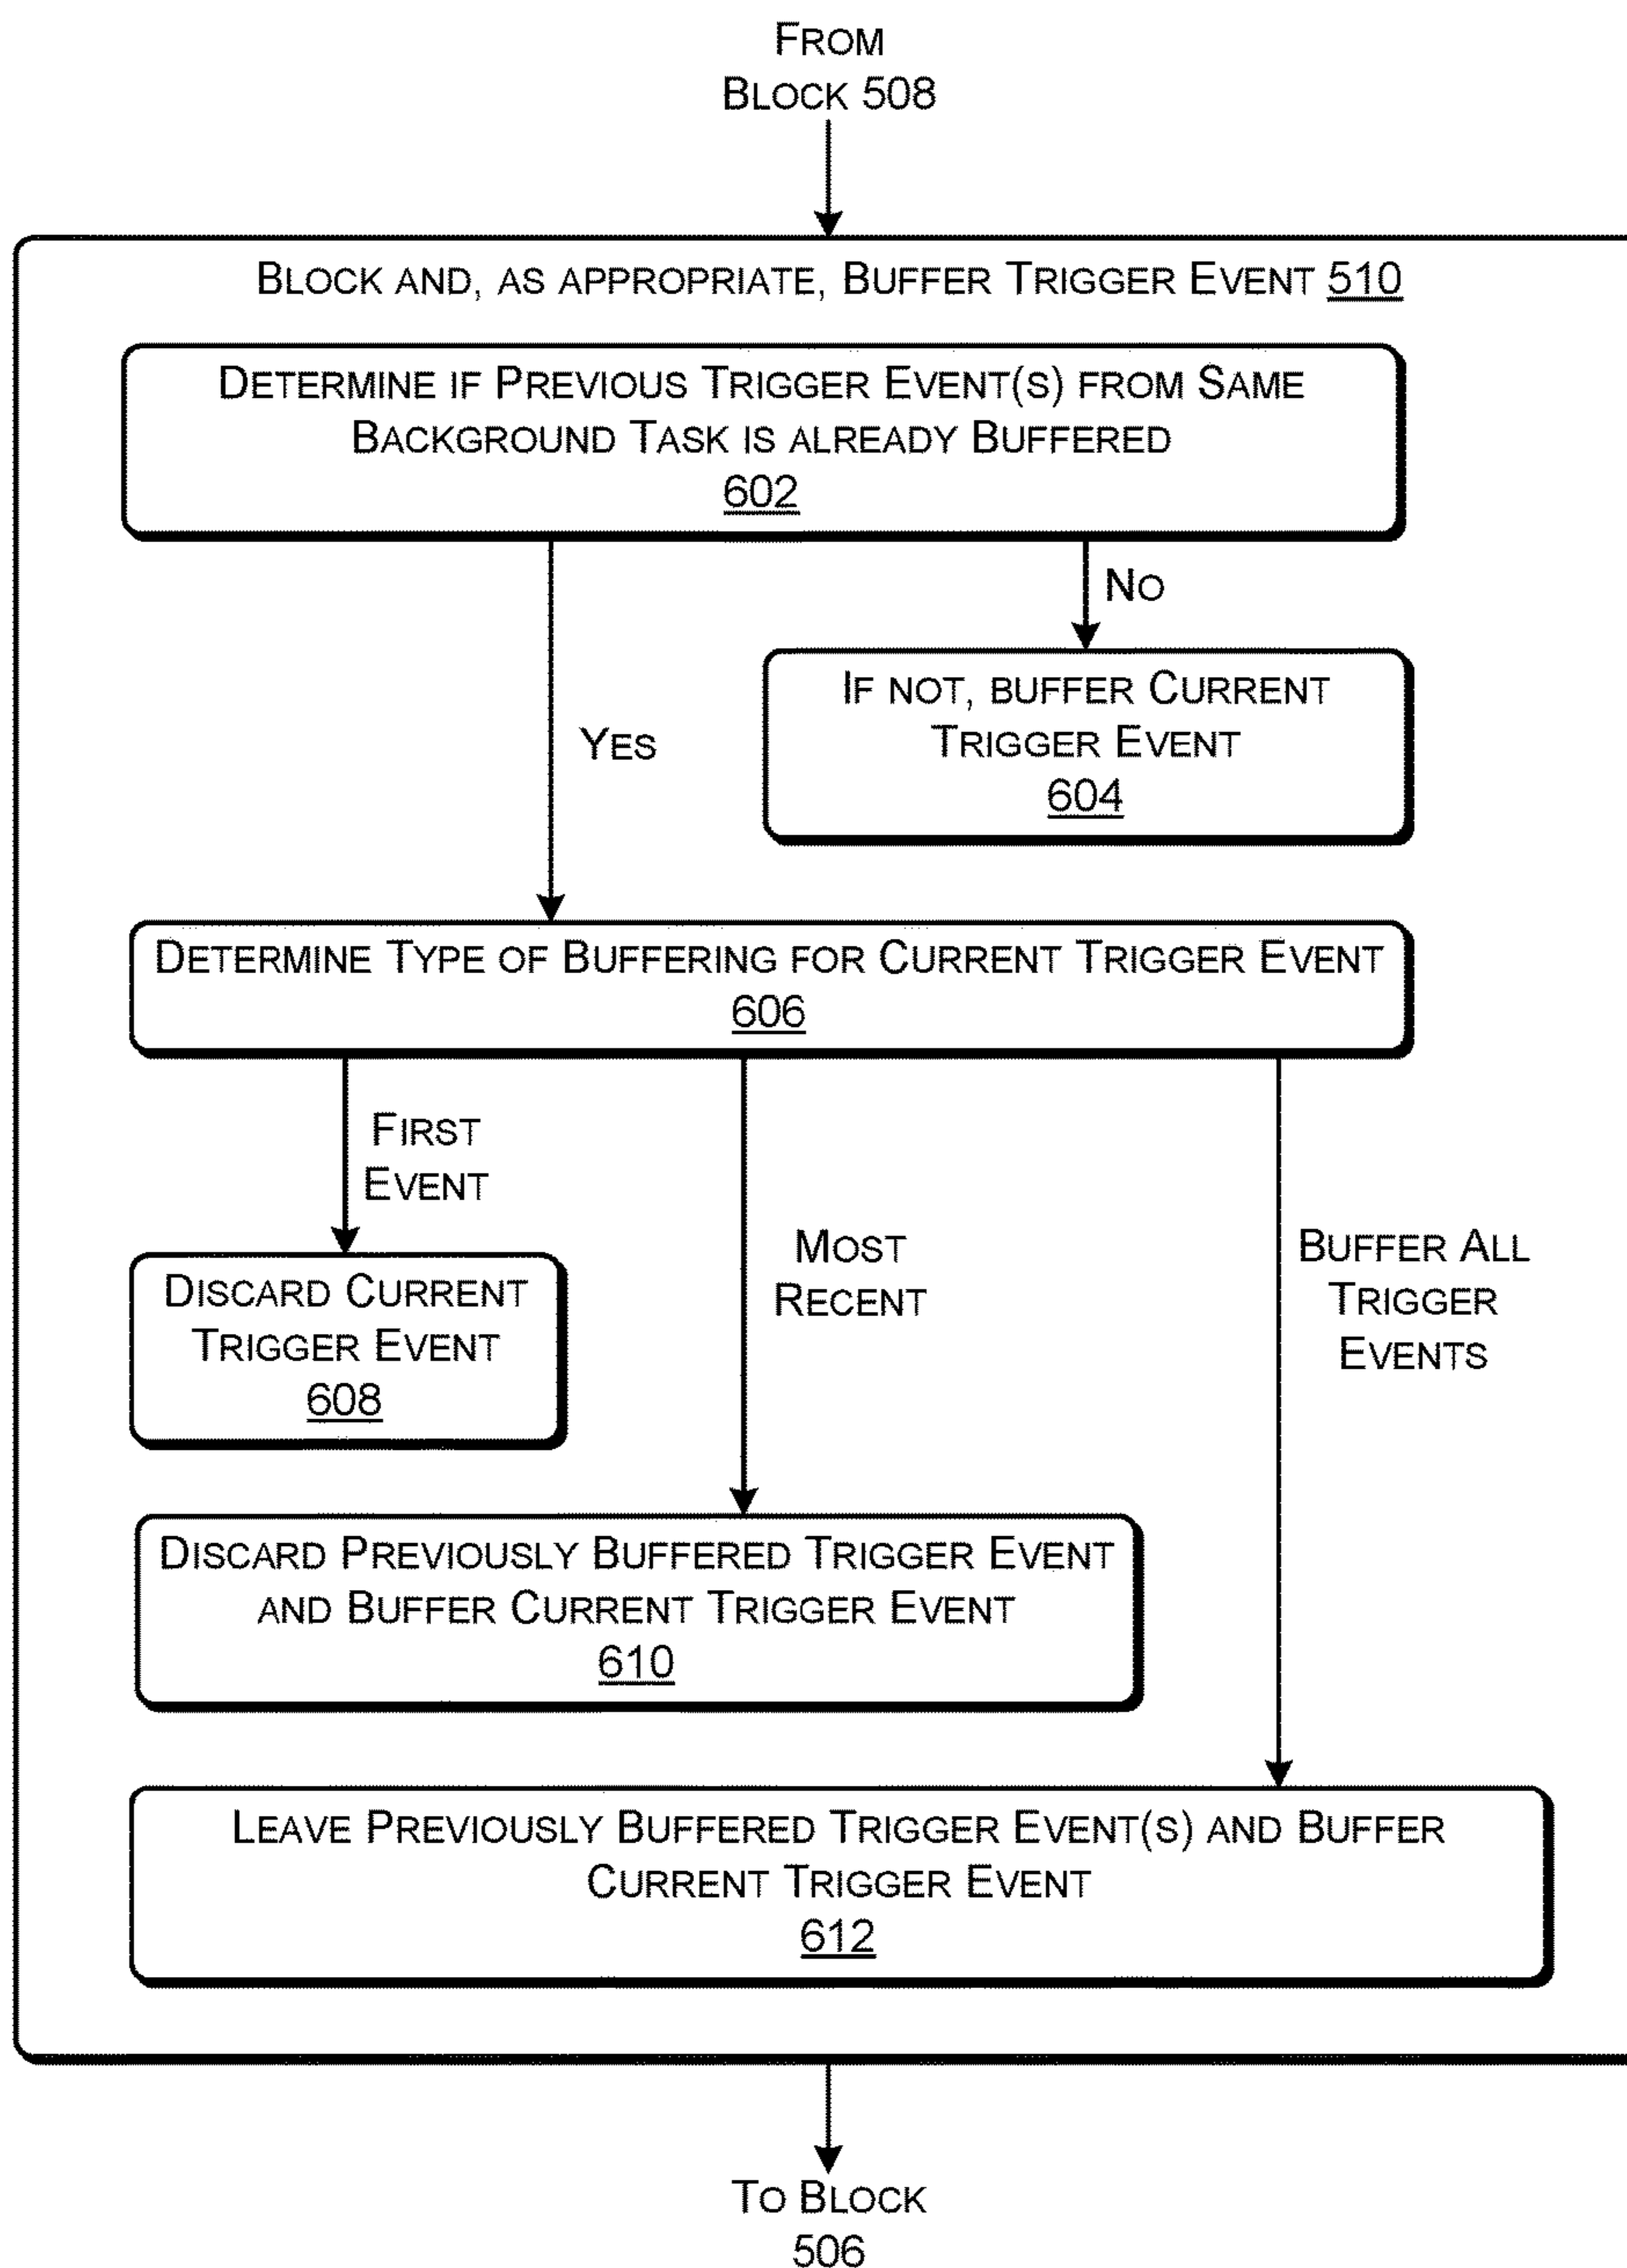 FROM
BLOCK 508
BLOCK AND, AS APPROPRIATE, BUFFER TRIGGER EVENT 510
DETERMINE IF PREVIOUS TRIGGER EVENT(S) FROM SAME
BACKGROUND TASK IS ALREADY BUFFERED
602
NO
IF NOT, BUFFER CURRENT
TRIGGER EVENT
604
YES
DETERMINE TYPE OF BUFFERING FOR CURRENT TRIGGER EVENT
606
FIRST
EVENT
MOST
RECENT
BUFFER ALL
TRIGGER
EVENTS
DISCARD CURRENT
TRIGGER EVENT
608
DISCARD PREVIOUSLY BUFFERED TRIGGER EVENT
AND BUFFER CURRENT TRIGGER EVENT
610
LEAVE PREVIOUSLY BUFFERED TRIGGER EVENT(S) AND BUFFER
CURRENT TRIGGER EVENT
612
TO BLOCK
506